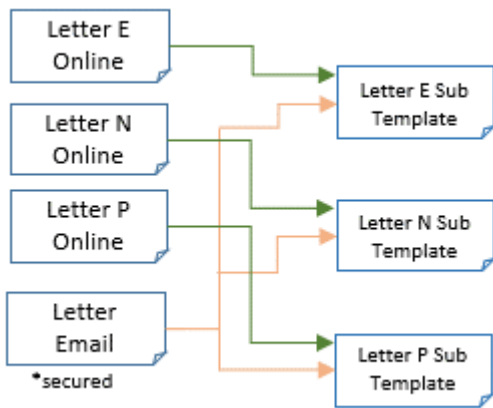 Letter E
Online
Letter N
Online
Letter P
Online
Letter
Email
*secured
Letter E Sub
Template
Letter N Sub
Template
Letter P Sub
Template